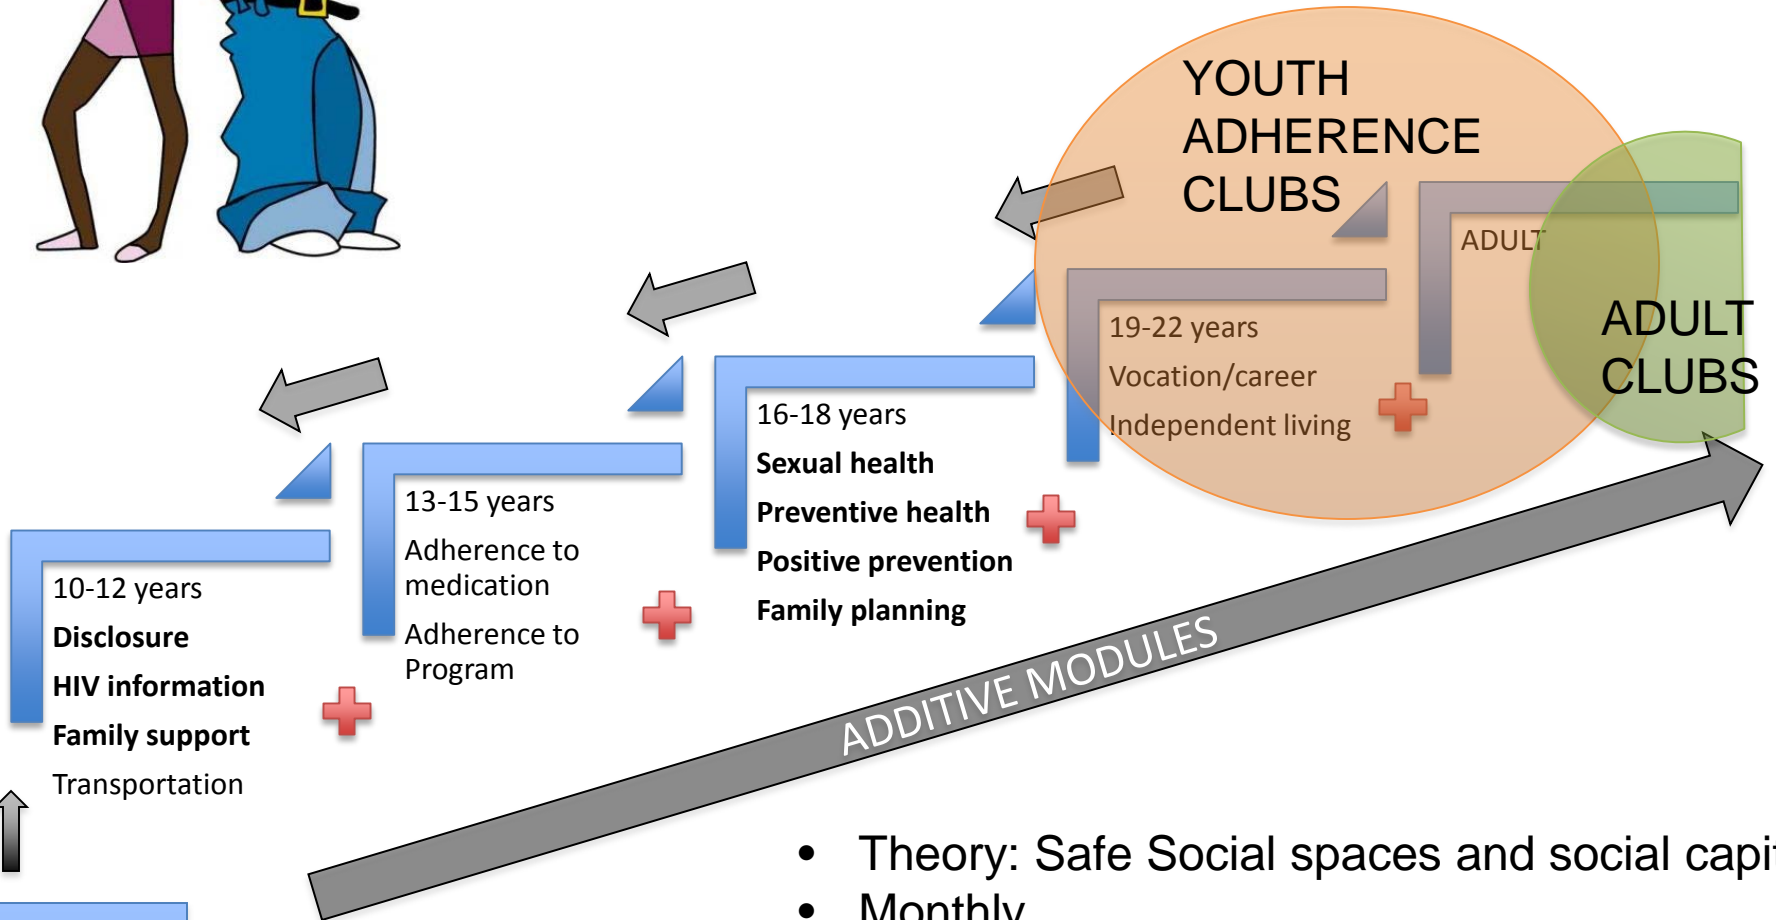 YOUTH
ADHERENCE
CLUBS
ADULT
ADULT
CLUBS
19-22 years
Vocation/career
Independent living
16-18 years
Sexual health
Preventive health
Positive prevention
Family planning
13-15 years
Adherence to
medication
Adherence to
Program
10-12 years
Disclosure
HIV information
Family support
Transportation
ADDITIVE MODULES
• Theory: Safe Social spaces and social
• Monthly